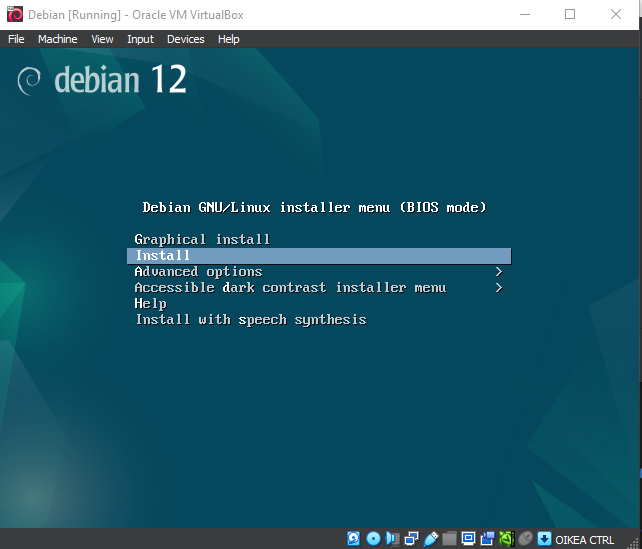 Debian [Running] - Oracle VM VirtualBox
File Machine View Input Devices Help
debian 12
Debian GNU/Linux installer menu (BIOS mode)
Graphical install
Install
Advanced options >
Accessible dark contrast installer menu >
Help
Install with speech synthesis
OIKEA CTRL